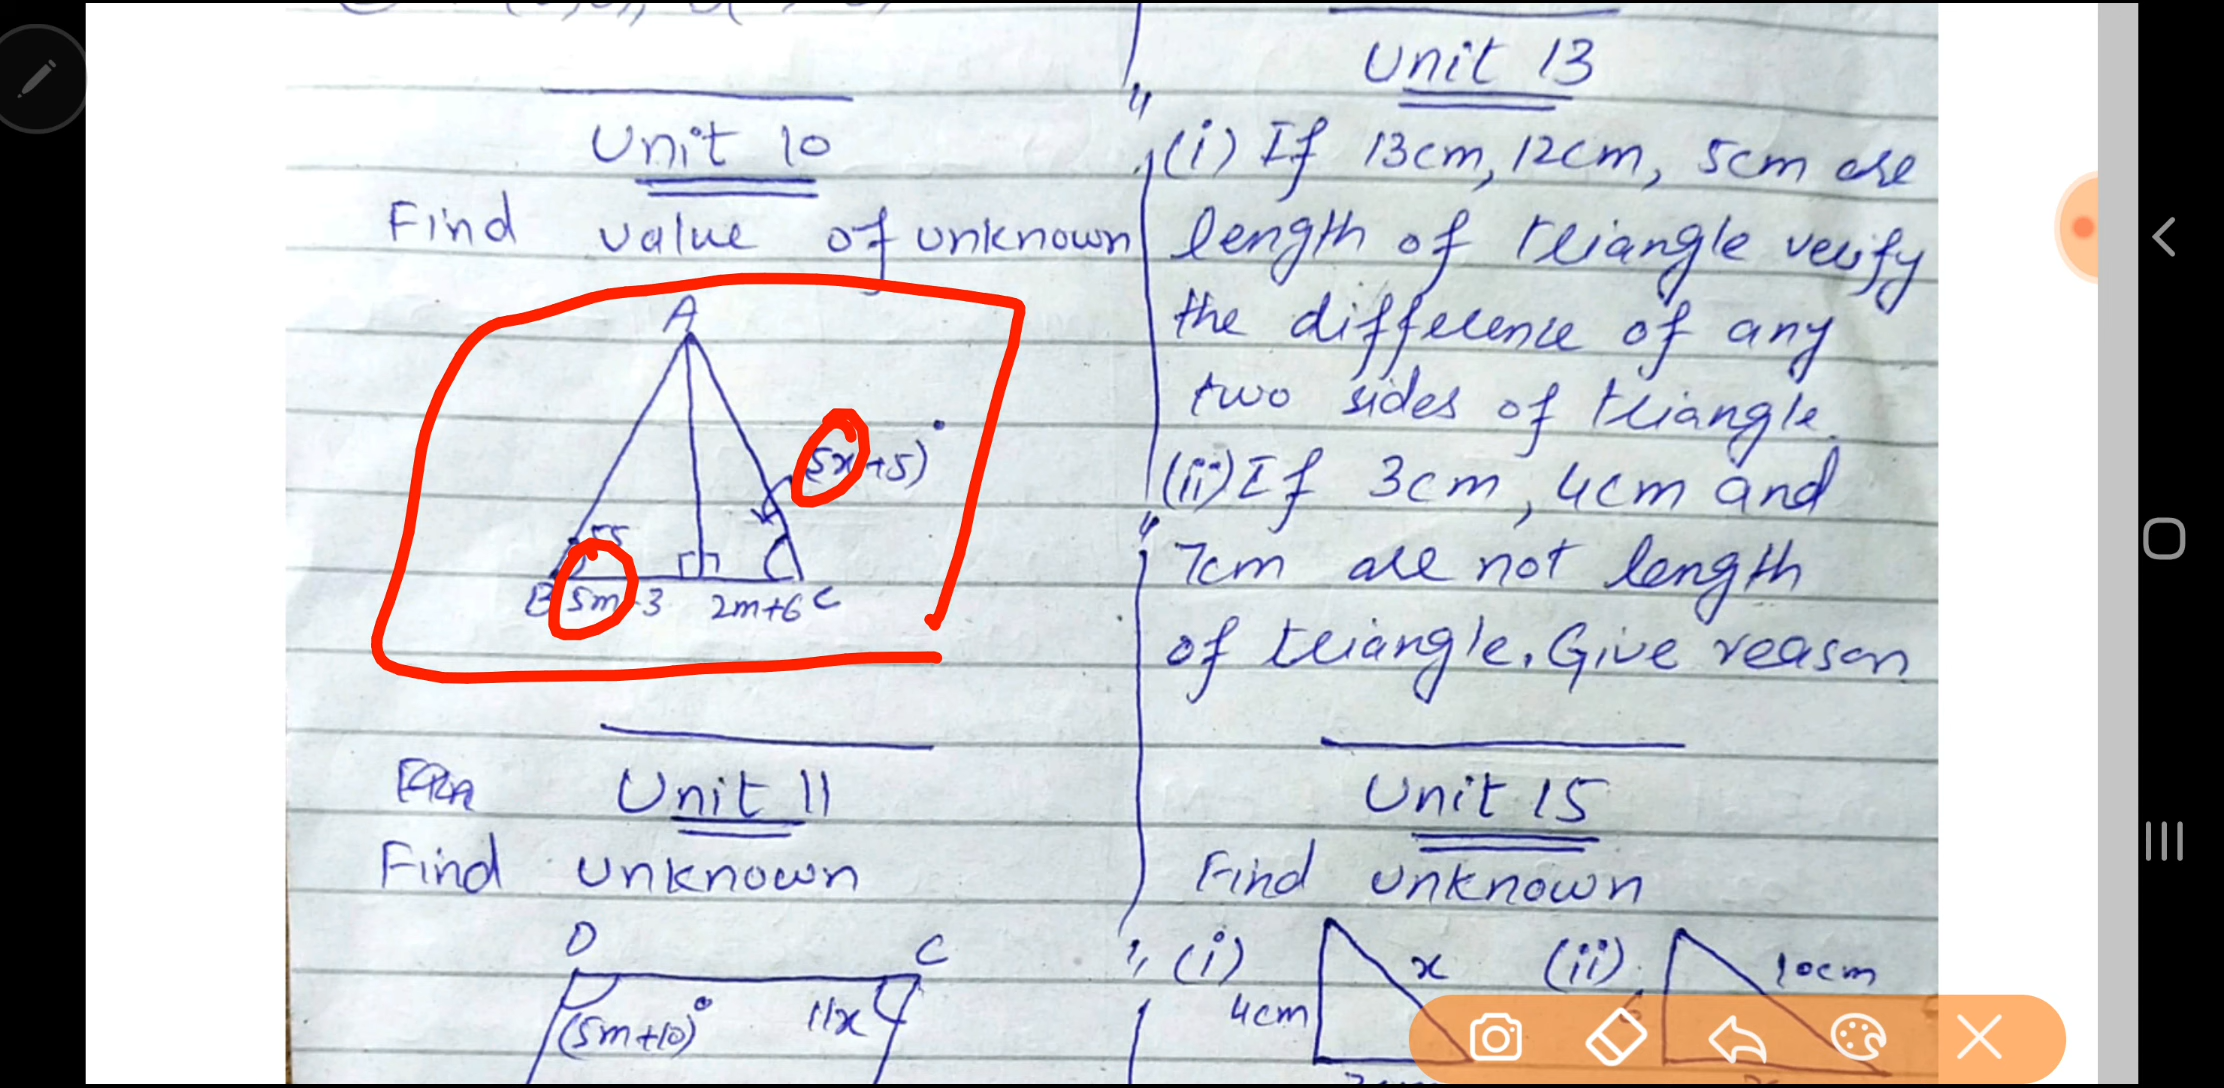 Unit 10
Find value of unknown
A
(5x+5)°
55
B 5m-3 2m+6 C
Unit 11
Find unknown
D C
(5m+10)° 11x
Unit 13
(i) If 13cm, 12cm, 5cm are
length of triangle verify
the difference of any
two sides of triangle.
(ii) If 3cm, 4cm and
7cm are not length
of triangle. Give reason
Unit 15
Find unknown
(i) x (ii) 10cm
4cm